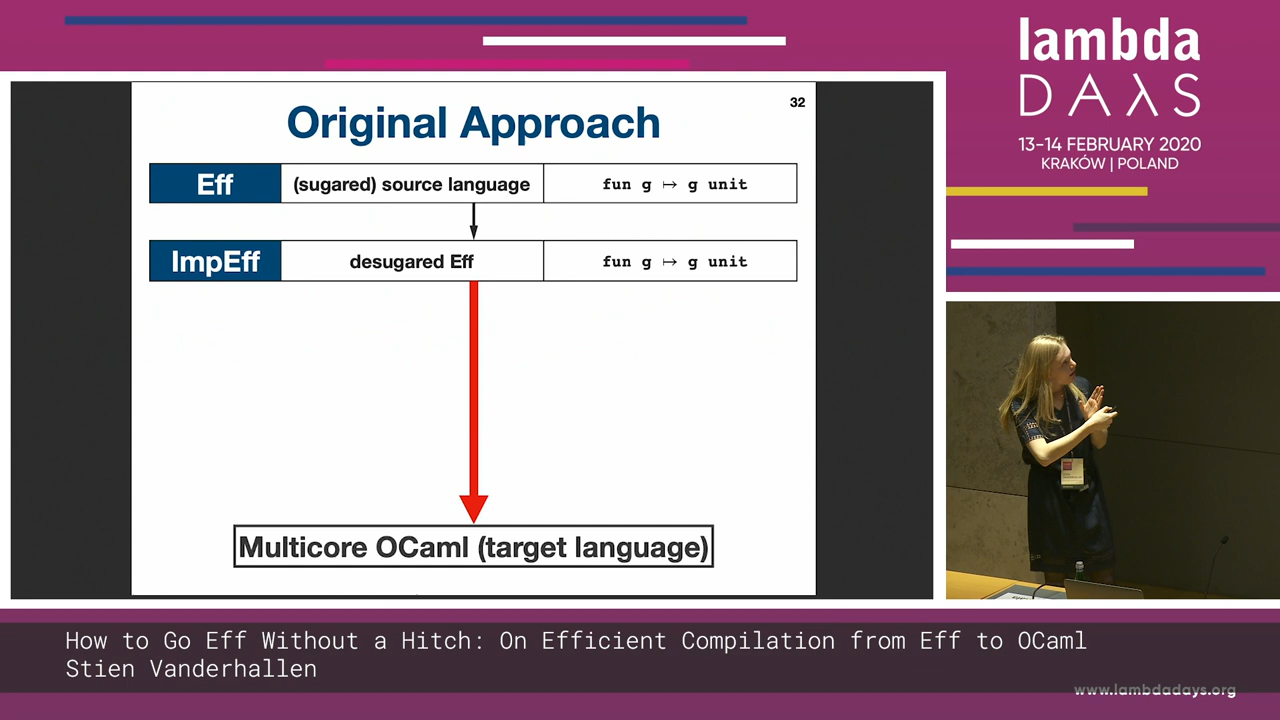 lambda
DAλS
13-14 FEBRUARY 2020
KRAKÓW | POLAND
32
Original Approach
Eff (sugared) source language fun g ↦ g unit
ImpEff desugared Eff fun g ↦ g unit
Multicore OCaml (target language)
How to Go Eff Without a Hitch: On Efficient Compilation from Eff to OCaml
Stien Vanderhallen
www.lambdadays.org